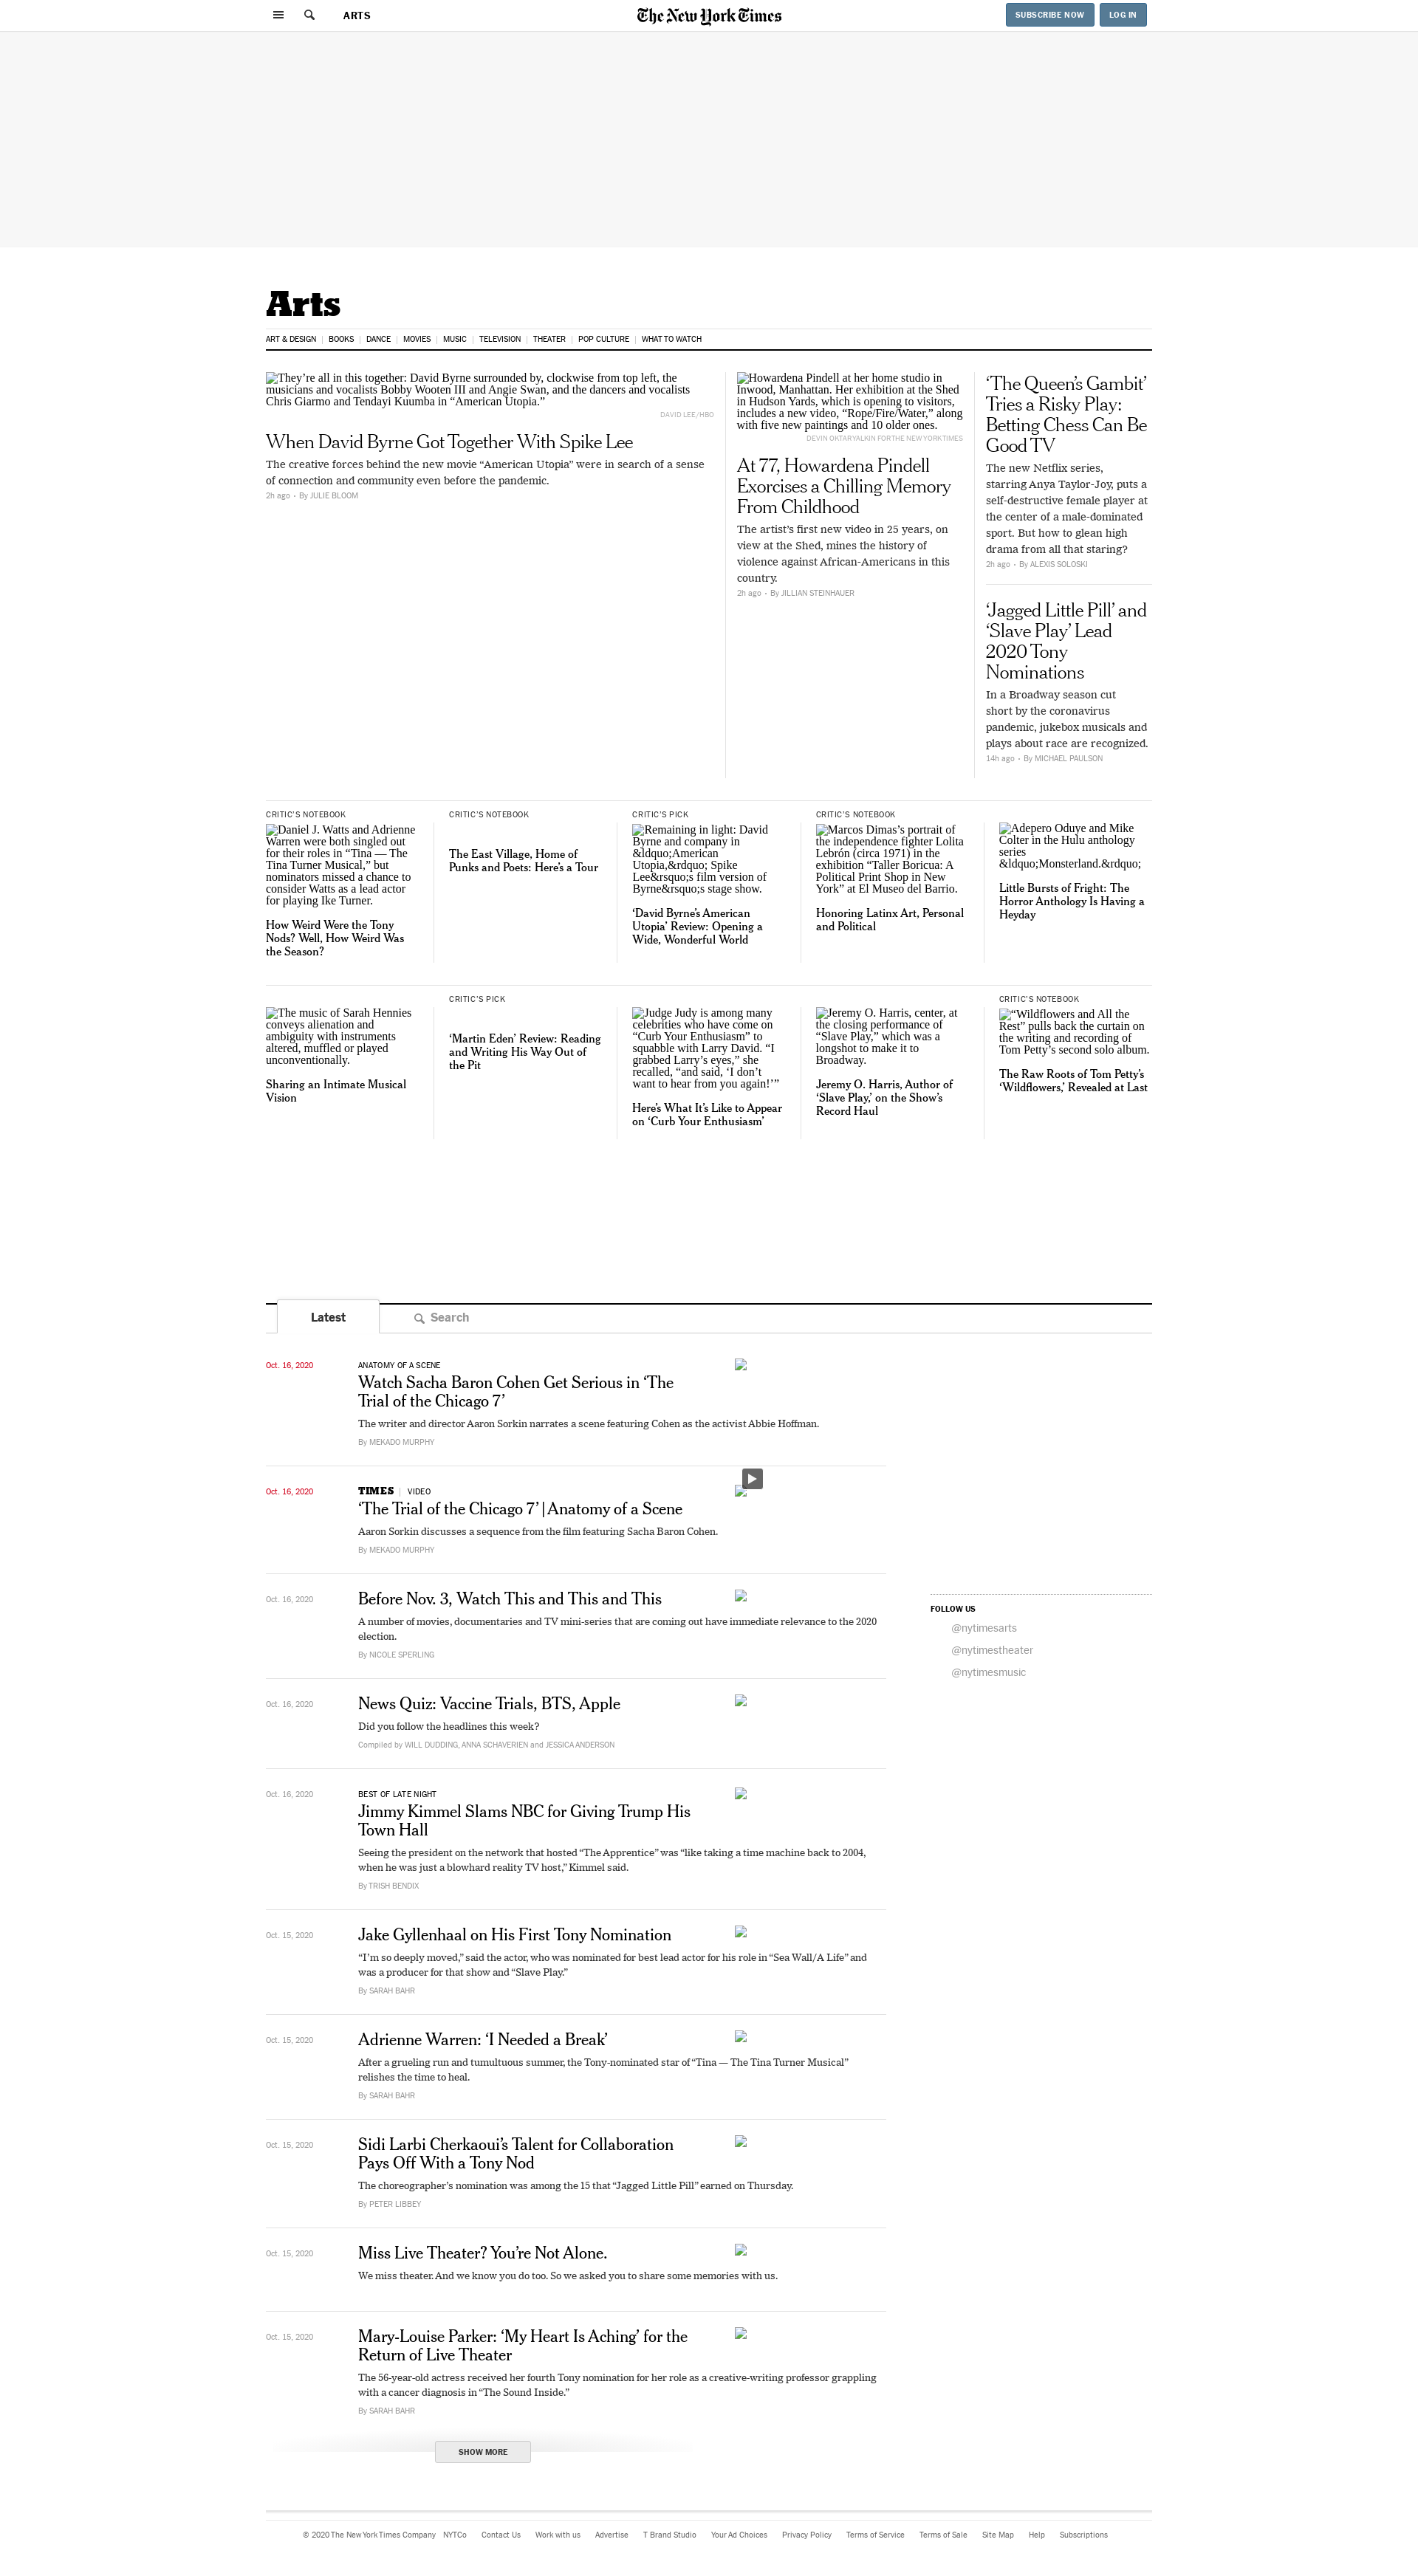 ARTS
The New York Times
SUBSCRIBE NOW
LOG IN
Arts
ART & DESIGN
BOOKS
DANCE
MOVIES
MUSIC
TELEVISION
THEATER
POP CULTURE
WHAT TO WATCH
They’re all in this together: David Byrne surrounded by, clockwise from top left, the
musicians and vocalists Bobby Wooten III and Angie Swan, and the dancers and vocalists
Chris Giarmo and Tendayi Kuumba in “American Utopia.”
DAVID LEE/HBO
When David Byrne Got Together With Spike Lee
The creative forces behind the new movie “American Utopia” were in search of a sense
of connection and community even before the pandemic.
2h ago • By JULIE BLOOM
Howardena Pindell at her home studio in
Inwood, Manhattan. Her exhibition at the Shed
in Hudson Yards, which is opening to visitors,
includes a new video, “Rope/Fire/Water,” along
with five new paintings and 10 older ones.
DEVIN OKTAR YALKIN FOR THE NEW YORK TIMES
At 77, Howardena Pindell
Exorcises a Chilling Memory
From Childhood
The artist’s first new video in 25 years, on
view at the Shed, mines the history of
violence against African-Americans in this
country.
2h ago • By JILLIAN STEINHAUER
‘The Queen’s Gambit’
Tries a Risky Play:
Betting Chess Can Be
Good TV
The new Netflix series,
starring Anya Taylor-Joy, puts a
self-destructive female player at
the center of a male-dominated
sport. But how to glean high
drama from all that staring?
2h ago • By ALEXIS SOLOSKI
‘Jagged Little Pill’ and
‘Slave Play’ Lead
2020 Tony
Nominations
In a Broadway season cut
short by the coronavirus
pandemic, jukebox musicals and
plays about race are recognized.
14h ago • By MICHAEL PAULSON
CRITIC’S NOTEBOOK
Daniel J. Watts and Adrienne
Warren were both singled out
for their roles in “Tina — The
Tina Turner Musical,” but
nominators missed a chance to
consider Watts as a lead actor
for playing Ike Turner.
How Weird Were the Tony
Nods? Well, How Weird Was
the Season?
CRITIC’S NOTEBOOK
The East Village, Home of
Punks and Poets: Here’s a Tour
CRITIC’S PICK
Remaining in light: David
Byrne and company in
&ldquo;American
Utopia,&rdquo; Spike
Lee&rsquo;s film version of
Byrne&rsquo;s stage show.
‘David Byrne’s American
Utopia’ Review: Opening a
Wide, Wonderful World
CRITIC’S NOTEBOOK
Marcos Dimas’s portrait of
the independence fighter Lolita
Lebrón (circa 1971) in the
exhibition “Taller Boricua: A
Political Print Shop in New
York” at El Museo del Barrio.
Honoring Latinx Art, Personal
and Political
Adepero Oduye and Mike
Colter in the Hulu anthology
series
&ldquo;Monsterland.&rdquo;
Little Bursts of Fright: The
Horror Anthology Is Having a
Heyday
The music of Sarah Hennies
conveys alienation and
ambiguity with instruments
altered, muffled or played
unconventionally.
Sharing an Intimate Musical
Vision
CRITIC’S PICK
‘Martin Eden’ Review: Reading
and Writing His Way Out of
the Pit
Judge Judy is among many
celebrities who have come on
“Curb Your Enthusiasm” to
squabble with Larry David. “I
grabbed Larry’s eyes,” she
recalled, “and said, ‘I don’t
want to hear from you again!’”
Here’s What It’s Like to Appear
on ‘Curb Your Enthusiasm’
Jeremy O. Harris, center, at
the closing performance of
“Slave Play,” which was a
longshot to make it to
Broadway.
Jeremy O. Harris, Author of
‘Slave Play,’ on the Show’s
Record Haul
CRITIC’S NOTEBOOK
“Wildflowers and All the
Rest” pulls back the curtain on
the writing and recording of
Tom Petty’s second solo album.
The Raw Roots of Tom Petty’s
‘Wildflowers,’ Revealed at Last
Latest
Search
Oct. 16, 2020
ANATOMY OF A SCENE
Watch Sacha Baron Cohen Get Serious in ‘The
Trial of the Chicago 7’
The writer and director Aaron Sorkin narrates a scene featuring Cohen as the activist Abbie Hoffman.
By MEKADO MURPHY
Oct. 16, 2020
TIMES | VIDEO
‘The Trial of the Chicago 7’ | Anatomy of a Scene
Aaron Sorkin discusses a sequence from the film featuring Sacha Baron Cohen.
By MEKADO MURPHY
Oct. 16, 2020
Before Nov. 3, Watch This and This and This
A number of movies, documentaries and TV mini-series that are coming out have immediate relevance to the 2020
election.
By NICOLE SPERLING
Oct. 16, 2020
News Quiz: Vaccine Trials, BTS, Apple
Did you follow the headlines this week?
Compiled by WILL DUDDING, ANNA SCHAVERIEN and JESSICA ANDERSON
Oct. 16, 2020
BEST OF LATE NIGHT
Jimmy Kimmel Slams NBC for Giving Trump His
Town Hall
Seeing the president on the network that hosted “The Apprentice” was “like taking a time machine back to 2004,
when he was just a blowhard reality TV host,” Kimmel said.
By TRISH BENDIX
Oct. 15, 2020
Jake Gyllenhaal on His First Tony Nomination
“I’m so deeply moved,” said the actor, who was nominated for best lead actor for his role in “Sea Wall/A Life” and
was a producer for that show and “Slave Play.”
By SARAH BAHR
Oct. 15, 2020
Adrienne Warren: ‘I Needed a Break’
After a grueling run and tumultuous summer, the Tony-nominated star of “Tina — The Tina Turner Musical”
relishes the time to heal.
By SARAH BAHR
Oct. 15, 2020
Sidi Larbi Cherkaoui’s Talent for Collaboration
Pays Off With a Tony Nod
The choreographer’s nomination was among the 15 that “Jagged Little Pill” earned on Thursday.
By PETER LIBBEY
Oct. 15, 2020
Miss Live Theater? You’re Not Alone.
We miss theater. And we know you do too. So we asked you to share some memories with us.
Oct. 15, 2020
Mary-Louise Parker: ‘My Heart Is Aching’ for the
Return of Live Theater
The 56-year-old actress received her fourth Tony nomination for her role as a creative-writing professor grappling
with a cancer diagnosis in “The Sound Inside.”
By SARAH BAHR
SHOW MORE
FOLLOW US
@nytimesarts
@nytimestheater
@nytimesmusic
© 2020 The New York Times Company
NYTCo
Contact Us
Work with us
Advertise
T Brand Studio
Your Ad Choices
Privacy Policy
Terms of Service
Terms of Sale
Site Map
Help
Subscriptions